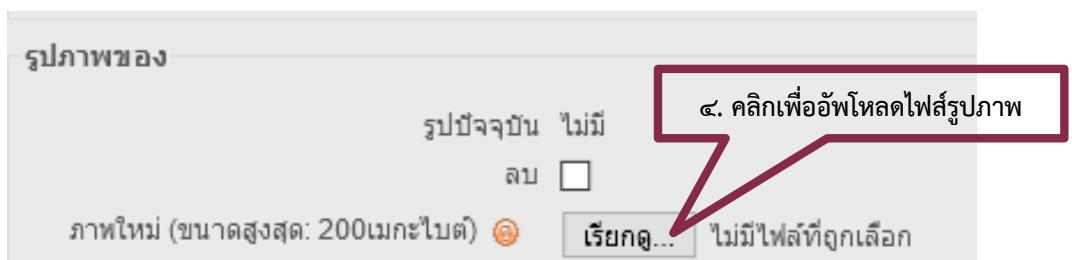 รูปภาพของ
๔. คลิกเพื่ออัพโหลดไฟส์รูปภาพ
รูปปัจจุบัน ไม่มี
ลบ
ภาพใหม่ (ขนาดสูงสุด: 200เมกะไบต์) เรียกดู... ไม่มีไฟล์ที่ถูกเลือก